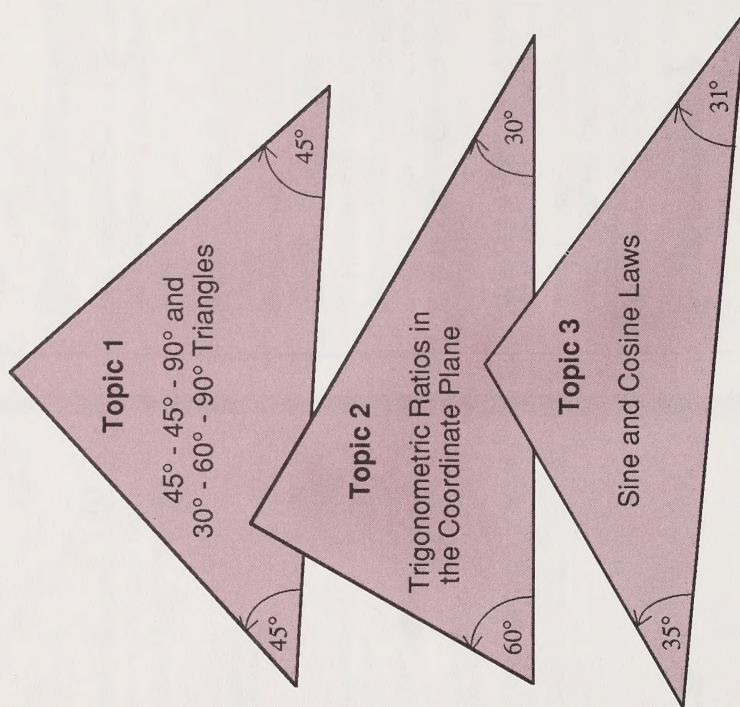 Topic 1
45° - 45° - 90° and
30° - 60° - 90° Triangles
45°
45°
Topic 2
Trigonometric Ratios in
the Coordinate Plane
60°
30°
Topic 3
Sine and Cosine Laws
35°
31°